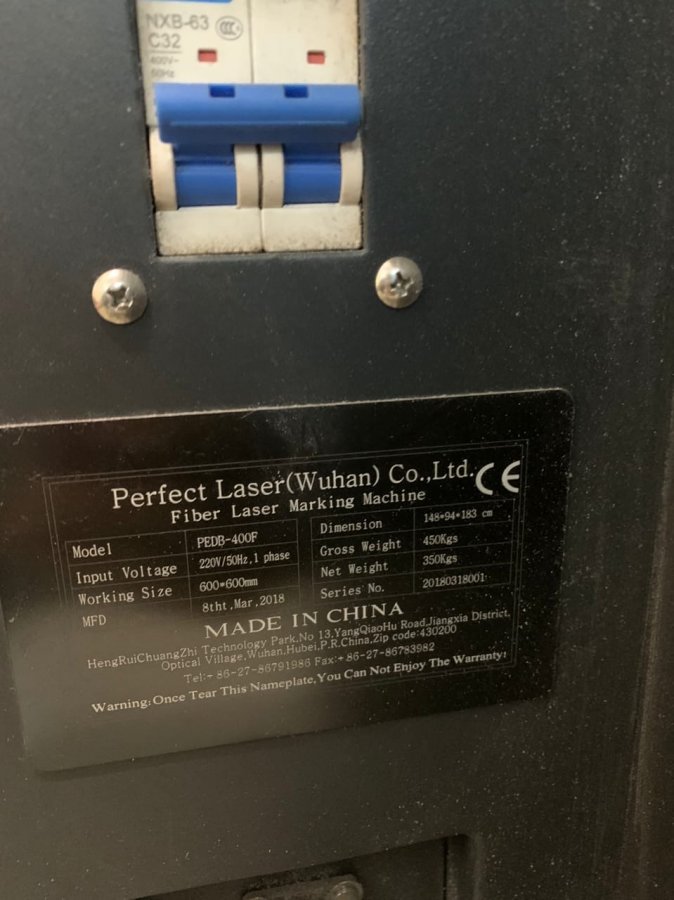 NXB-63
C32
400V~
50Hz
CCC
Perfect Laser(Wuhan) Co.,Ltd. CE
Fiber Laser Marking Machine
Model PEDB-400F Dimension 148*94*183 cm
Input Voltage 220V/50Hz,1 phase Gross Weight 450Kgs
Working Size 600*600mm Net Weight 350Kgs
MFD 8tht,Mar,2018 Series No. 20180318001
MADE IN CHINA
HengRuiChuangZhi Technology Park.No 13,YangQiaoHu Road,Jiangxia District,
Optical Village,Wuhan,Hubei,P.R.China,Zip code:430200
Tel:+86-27-86791986 Fax:+86-27-86783982
Warning:Once Tear This Nameplate,You Can Not Enjoy The Warranty!